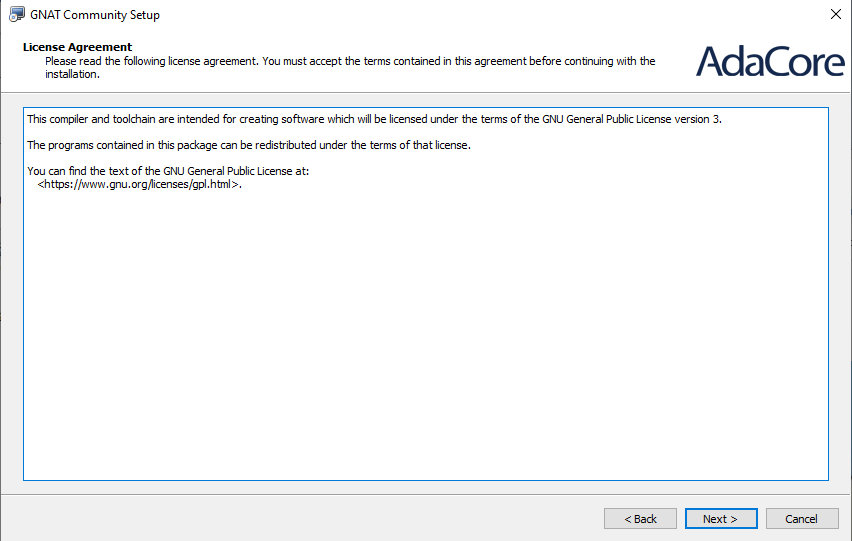 GNAT Community Setup
License Agreement
Please read the following license agreement. You must accept the terms contained in this agreement before continuing with the
installation.
AdaCore
This compiler and toolchain are intended for creating software which will be licensed under the terms of the GNU General Public License version 3.
The programs contained in this package can be redistributed under the terms of that license.
You can find the text of the GNU General Public License at:
<https://www.gnu.org/licenses/gpl.html>.
< Back
Next >
Cancel